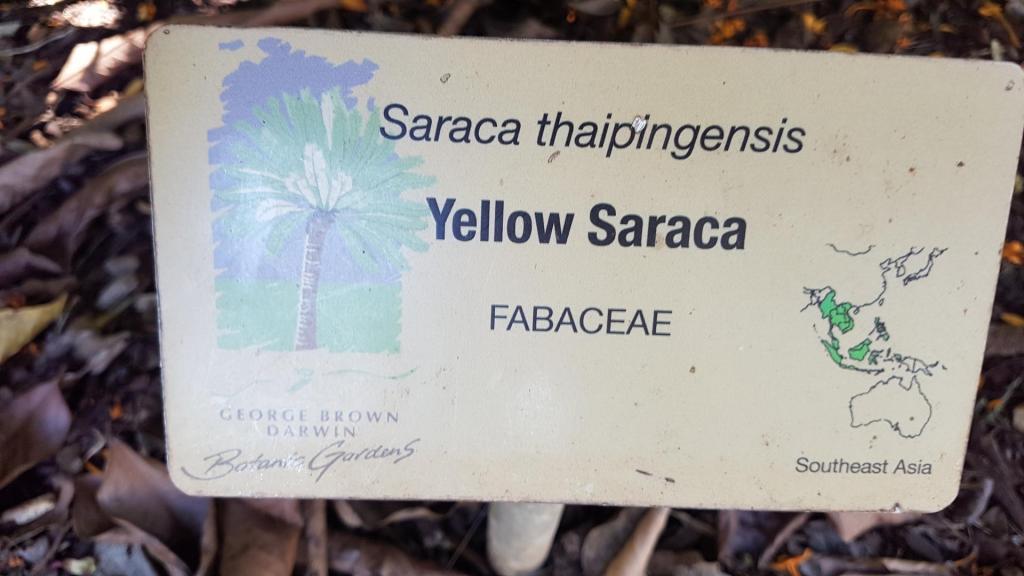 Saraca thaipingensis
Yellow Saraca
FABACEAE
GEORGE BROWN
DARWIN
Botanic Gardens
Southeast Asia